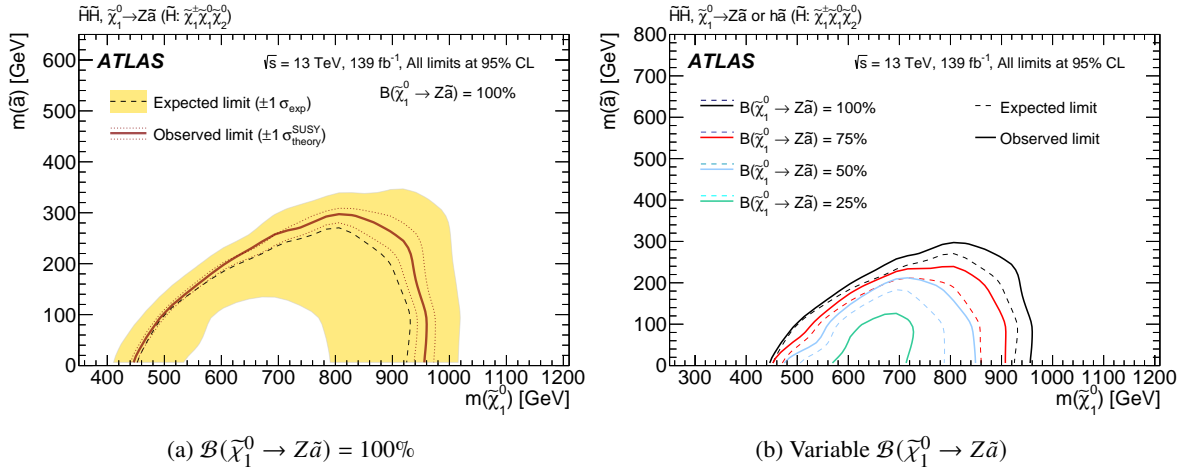 H̃H̃, χ̃₁⁰→Zã (H̃: χ̃₁±χ̃₁⁰χ̃₂⁰)
m(ã) [GeV]
600
500
400
300
200
100
0
ATLAS
√s = 13 TeV, 139 fb⁻¹, All limits at 95% CL
B(χ̃₁⁰ → Zã) = 100%
Expected limit (±1 σexp)
Observed limit (±1 σ^SUSY_theory)
400 500 600 700 800 900 1000 1100 1200
m(χ̃₁⁰) [GeV]
(a) ℬ(χ̃₁⁰ → Zã) = 100%
H̃H̃, χ̃₁⁰→Zã or hã (H̃: χ̃₁±χ̃₁⁰χ̃₂⁰)
m(ã) [GeV]
800
700
600
500
400
300
200
100
0
ATLAS
√s = 13 TeV, 139 fb⁻¹, All limits at 95% CL
B(χ̃₁⁰ → Zã) = 100%
B(χ̃₁⁰ → Zã) = 75%
B(χ̃₁⁰ → Zã) = 50%
B(χ̃₁⁰ → Zã) = 25%
Expected limit
Observed limit
300 400 500 600 700 800 900 1000 1100 1200
m(χ̃₁⁰) [GeV]
(b) Variable ℬ(χ̃₁⁰ → Zã)